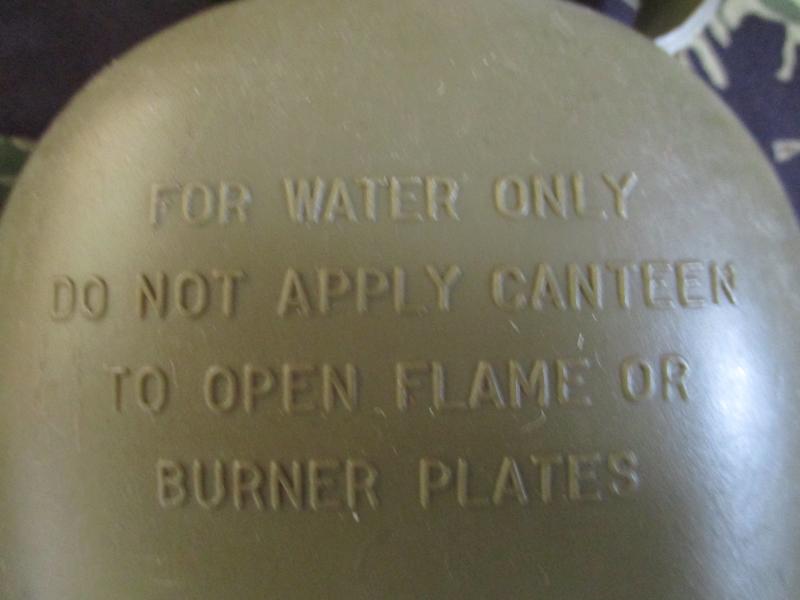 FOR WATER ONLY
DO NOT APPLY CANTEEN
TO OPEN FLAME OR
BURNER PLATES